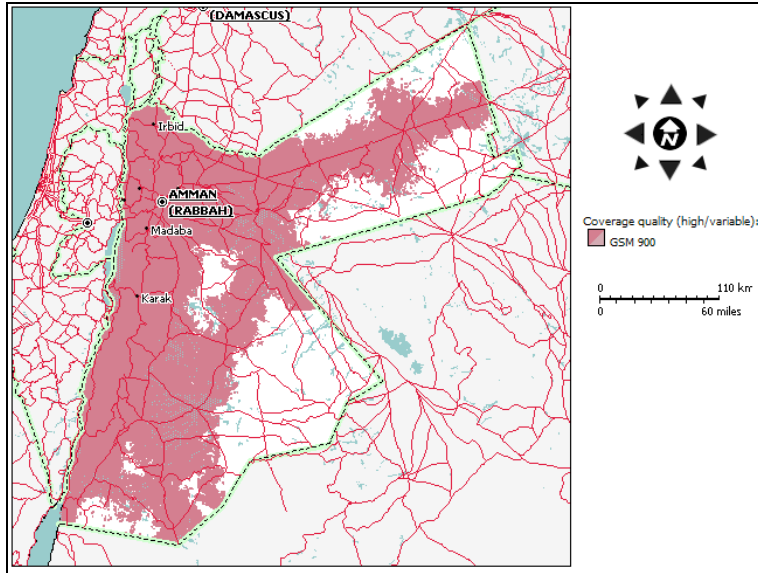 (DAMASCUS)
Irbid
AMMAN
(RABBAH)
Madaba
Karak
N
Coverage quality (high/variable):
GSM 900
0 110 km
0 60 miles